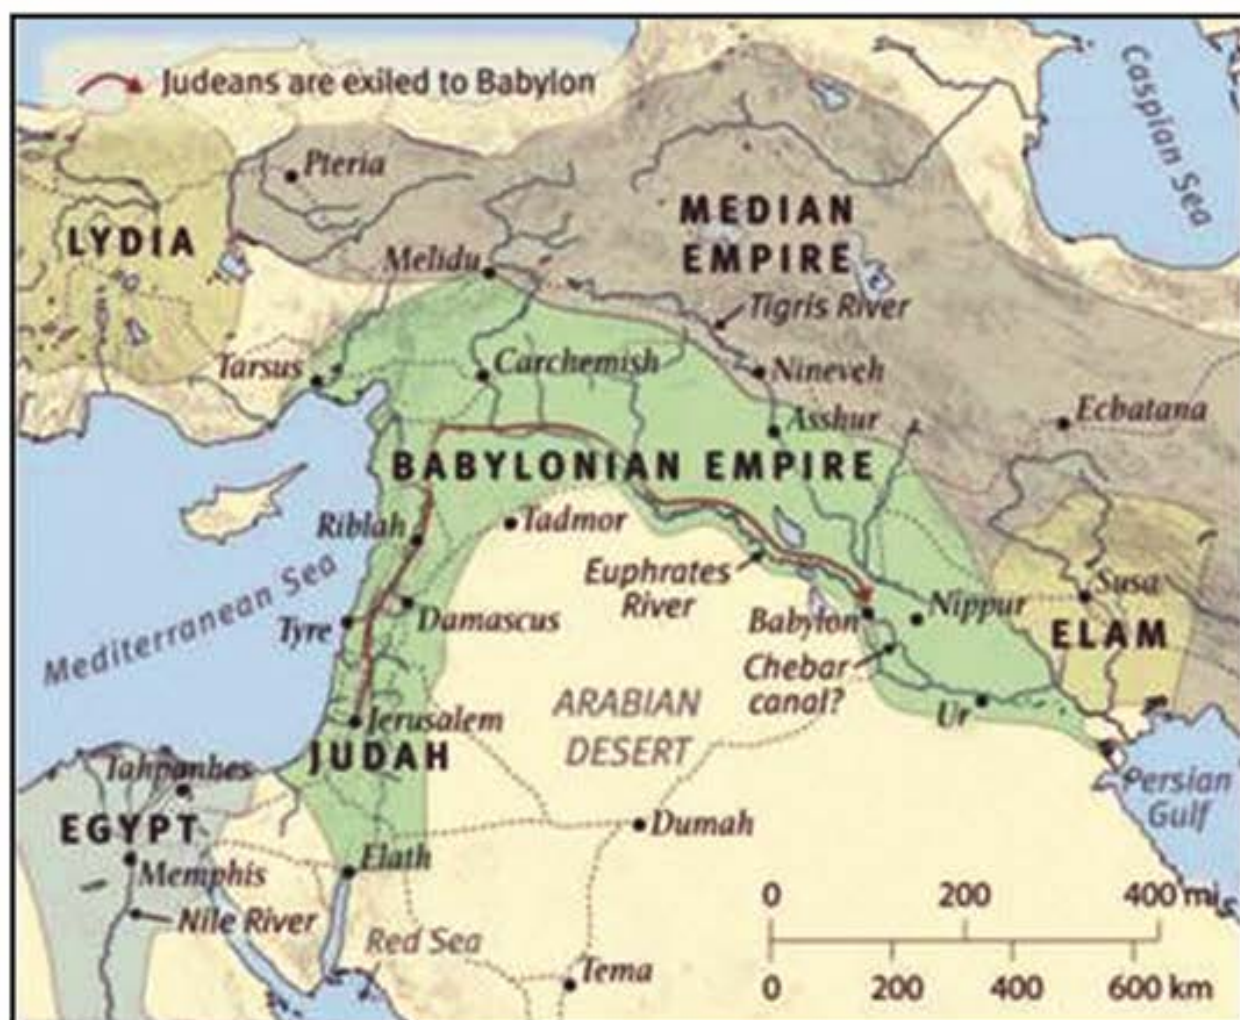 Judeans are exiled to Babylon
Caspian Sea
Pteria
MEDIAN
EMPIRE
LYDIA
Melidu
Tigris River
Tarsus
Carchemish
Nineveh
Asshur
Ecbatana
BABYLONIAN EMPIRE
Riblah
Tadmor
Mediterranean Sea
Euphrates
River
Susa
Nippur
Tyre
Damascus
Babylon
ELAM
Chebar
canal?
ARABIAN
DESERT
Ur
Jerusalem
JUDAH
Tahpanhes
Persian
Gulf
EGYPT
Dumah
Elath
Memphis
Nile River
Red Sea
Tema
0 200 400 mi
0 200 400 600 km